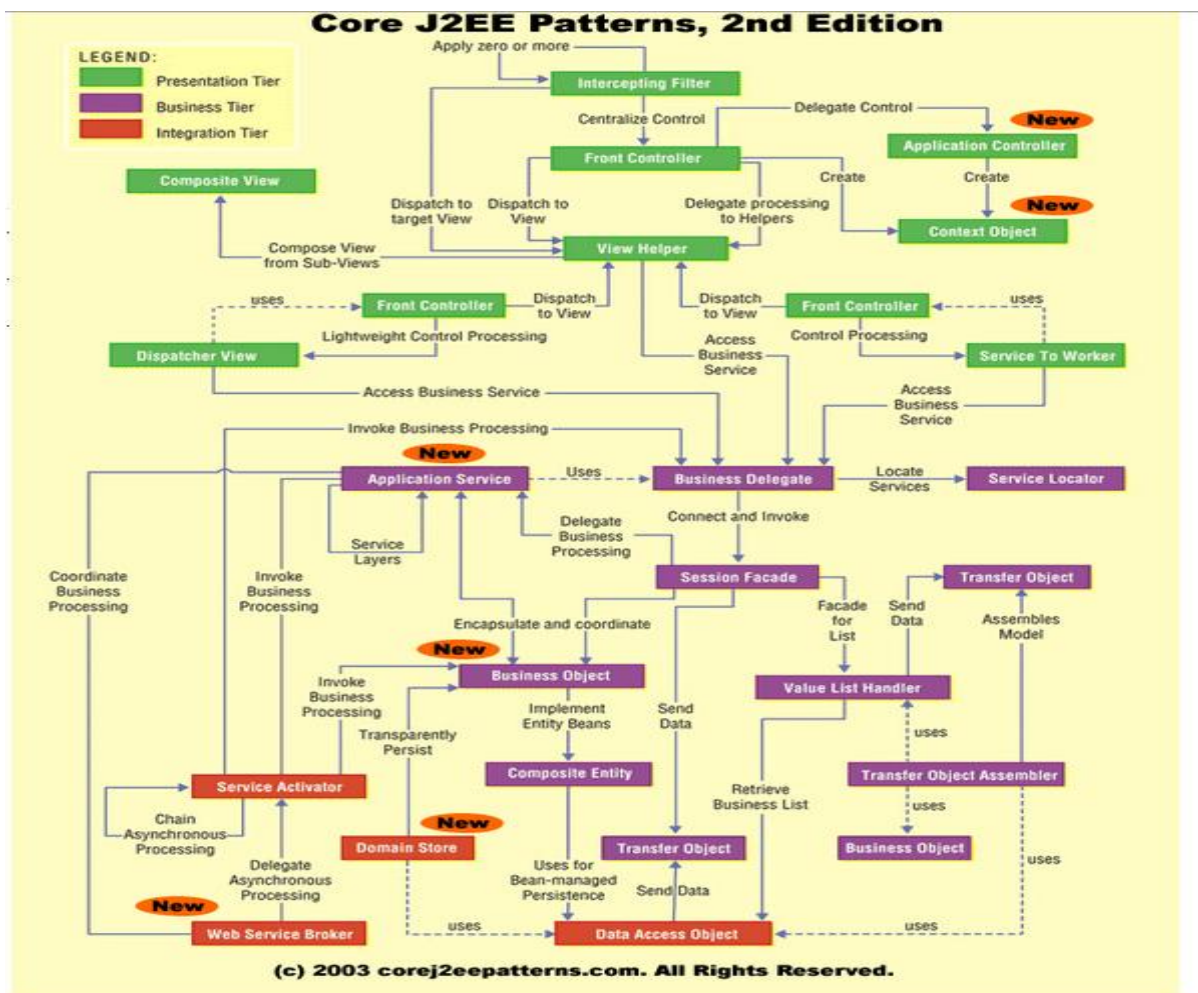 Core J2EE Patterns, 2nd Edition
LEGEND:
Presentation Tier
Business Tier
Integration Tier
Apply zero or more
Intercepting Filter
Centralize Control
Delegate Control
New
Front Controller
Application Controller
Composite View
Create
Create
New
Dispatch to
target View
Dispatch to
View
Delegate processing
to Helpers
Context Object
Compose View
from Sub-Views
View Helper
uses
Front Controller
Dispatch
to View
Dispatch
to View
Front Controller
uses
Lightweight Control Processing
Control Processing
Access
Business
Service
Dispatcher View
Service To Worker
Access Business Service
Access
Business
Service
Invoke Business Processing
New
Application Service
Uses
Business Delegate
Locate
Services
Service Locator
Connect and Invoke
Delegate
Business
Processing
Service
Layers
Coordinate
Business
Processing
Invoke
Business
Processing
Session Facade
Transfer Object
Facade
for
List
Send
Data
Assembles
Model
Encapsulate and coordinate
New
Business Object
Value List Handler
Invoke
Business
Processing
Implement
Entity Beans
Send
Data
Transparently
Persist
uses
Composite Entity
Transfer Object Assembler
Service Activator
Retrieve
Business List
uses
Chain
Asynchronous
Processing
New
Domain Store
Transfer Object
Business Object
uses
Delegate
Asynchronous
Processing
Uses for
Bean-managed
Persistence
Send Data
New
Web Service Broker
uses
Data Access Object
uses
(c) 2003 corej2eepatterns.com. All Rights Reserved.